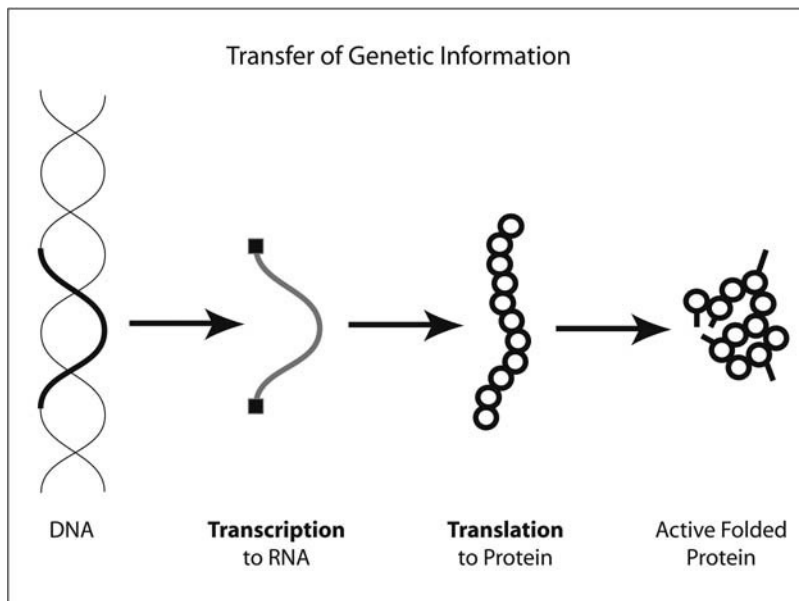 Transfer of Genetic Information
DNA
Transcription
to RNA
Translation
to Protein
Active Folded
Protein